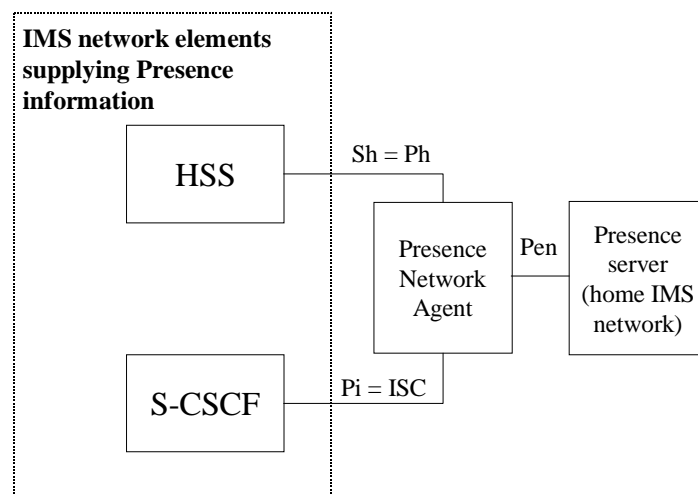 IMS network elements
supplying Presence
information
HSS
Sh = Ph
Presence
Network
Agent
Pen
Presence
server
(home IMS
network)
S-CSCF
Pi = ISC